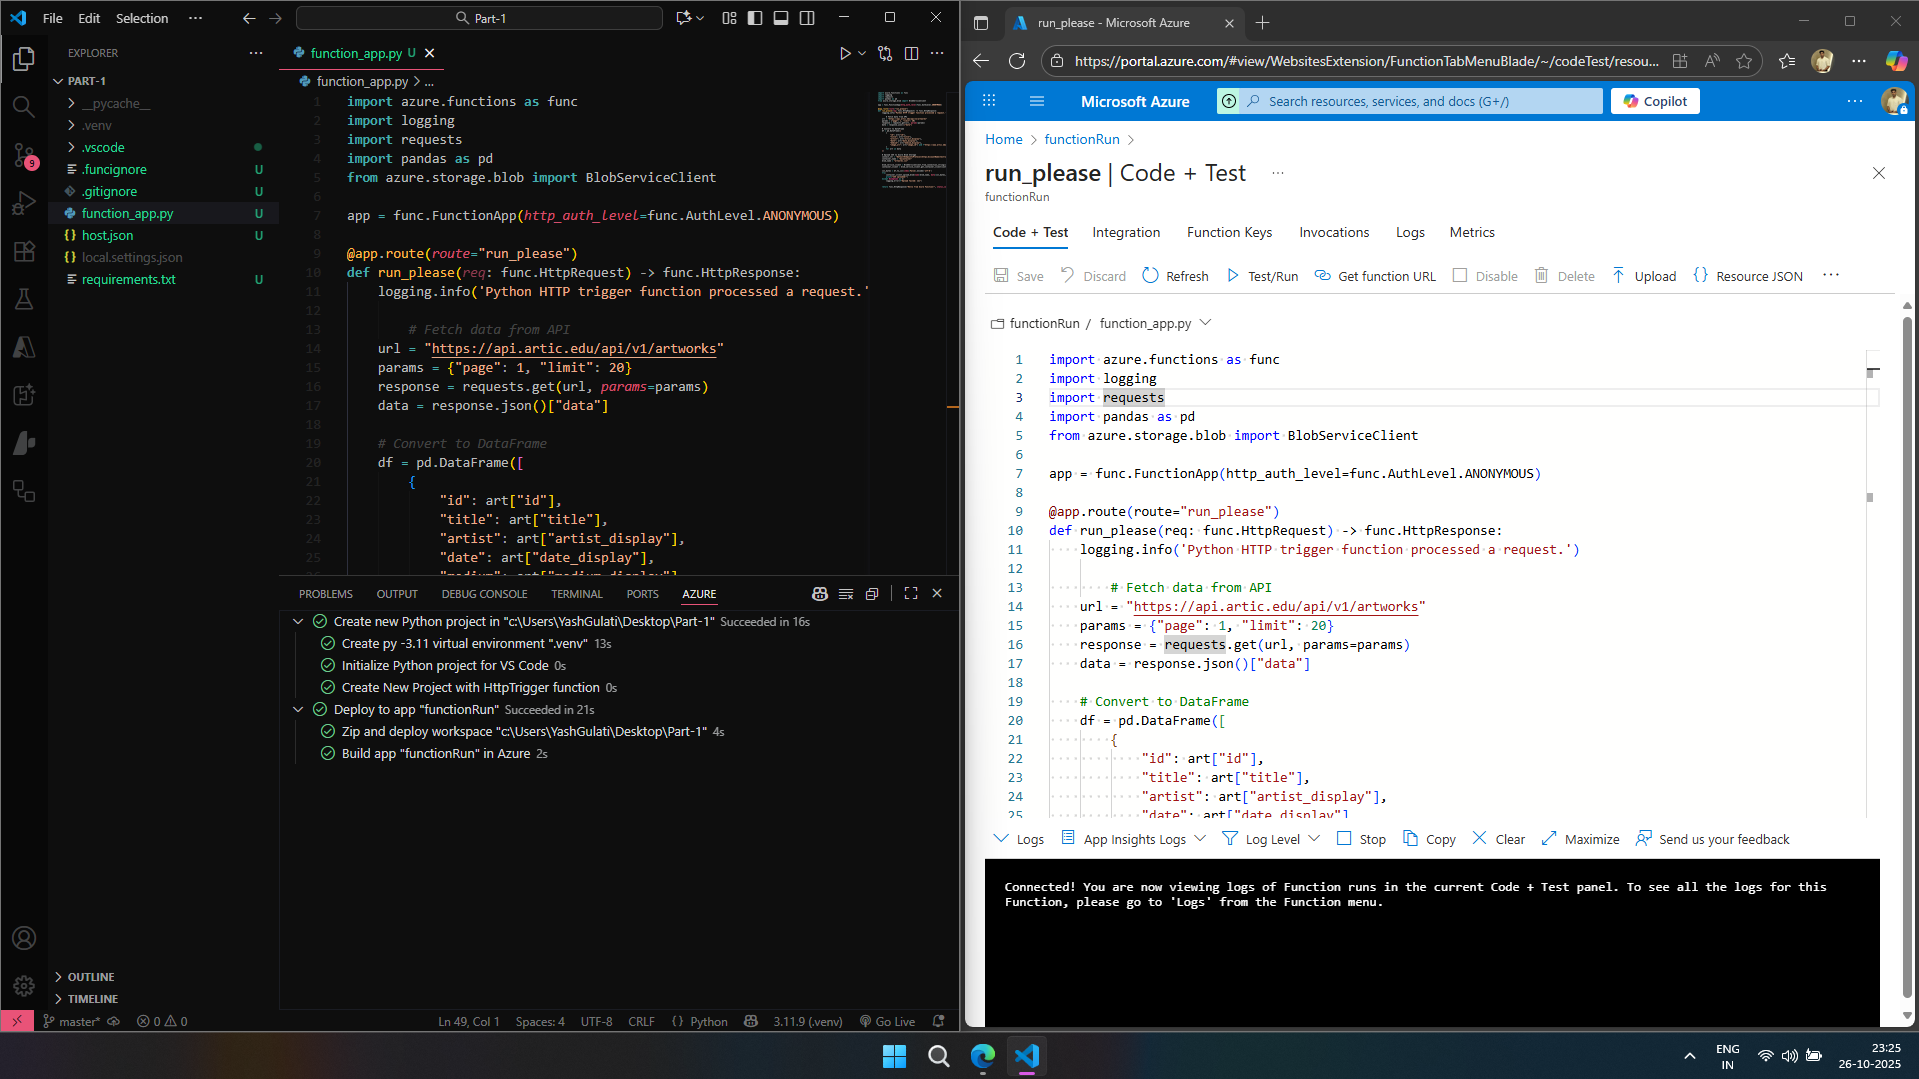 File Edit Selection ··· Part-1
EXPLORER ···
PART-1
__pycache__
.venv
.vscode
.funcignore U
.gitignore U
function_app.py U
host.json U
local.settings.json
requirements.txt U
OUTLINE
TIMELINE
9
function_app.py U
function_app.py > ...
1 import azure.functions as func
2 import logging
3 import requests
4 import pandas as pd
5 from azure.storage.blob import BlobServiceClient
6
7 app = func.FunctionApp(http_auth_level=func.AuthLevel.ANONYMOUS)
8
9 @app.route(route="run_please")
10 def run_please(req: func.HttpRequest) -> func.HttpResponse:
11 logging.info('Python HTTP trigger function processed a request.'
12
13 # Fetch data from API
14 url = "https://api.artic.edu/api/v1/artworks"
15 params = {"page": 1, "limit": 20}
16 response = requests.get(url, params=params)
17 data = response.json()["data"]
18
19 # Convert to DataFrame
20 df = pd.DataFrame([
21 {
22 "id": art["id"],
23 "title": art["title"],
24 "artist": art["artist_display"],
25 "date": art["date_display"],
PROBLEMS OUTPUT DEBUG CONSOLE TERMINAL PORTS AZURE
Create new Python project in "c:\Users\YashGulati\Desktop\Part-1" Succeeded in 16s
Create py -3.11 virtual environment ".venv" 13s
Initialize Python project for VS Code 0s
Create New Project with HttpTrigger function 0s
Deploy to app "functionRun" Succeeded in 21s
Zip and deploy workspace "c:\Users\YashGulati\Desktop\Part-1" 4s
Build app "functionRun" in Azure 2s
master* 0 0 Ln 49, Col 1 Spaces: 4 UTF-8 CRLF {} Python 3.11.9 (.venv) Go Live
run_please - Microsoft Azure
https://portal.azure.com/#view/WebsitesExtension/FunctionTabMenuBlade/~/codeTest/resou...
Microsoft Azure Search resources, services, and docs (G+/) Copilot ···
Home > functionRun >
run_please | Code + Test ···
functionRun
Code + Test Integration Function Keys Invocations Logs Metrics
Save Discard Refresh Test/Run Get function URL Disable Delete Upload {} Resource JSON ···
functionRun / function_app.py
1 import azure.functions as func
2 import logging
3 import requests
4 import pandas as pd
5 from azure.storage.blob import BlobServiceClient
6
7 app = func.FunctionApp(http_auth_level=func.AuthLevel.ANONYMOUS)
8
9 @app.route(route="run_please")
10 def run_please(req: func.HttpRequest) -> func.HttpResponse:
11 logging.info('Python HTTP trigger function processed a request.')
12
13 # Fetch data from API
14 url = "https://api.artic.edu/api/v1/artworks"
15 params = {"page": 1, "limit": 20}
16 response = requests.get(url, params=params)
17 data = response.json()["data"]
18
19 # Convert to DataFrame
20 df = pd.DataFrame([
21 {
22 "id": art["id"],
23 "title": art["title"],
24 "artist": art["artist_display"],
25 "date": art["date_display"]
Logs App Insights Logs Log Level Stop Copy Clear Maximize Send us your feedback
Connected! You are now viewing logs of Function runs in the current Code + Test panel. To see all the logs for this
Function, please go to 'Logs' from the Function menu.
ENG
IN
23:25
26-10-2025